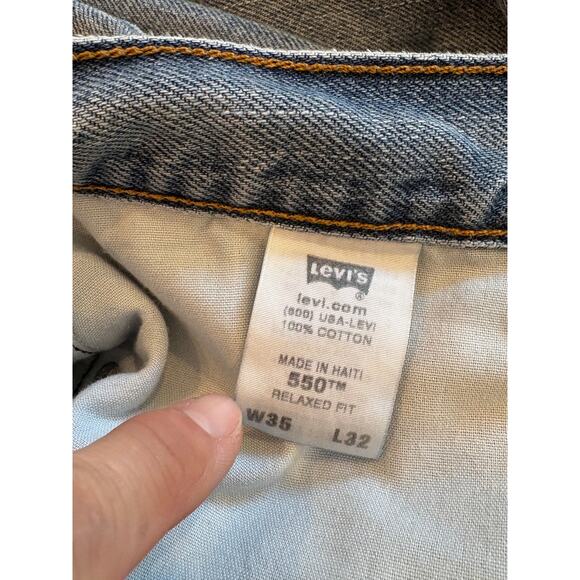 Levi's
®
levi.com
(800) USA-LEVI
100% COTTON
MADE IN HAITI
550™
RELAXED FIT
W35 L32